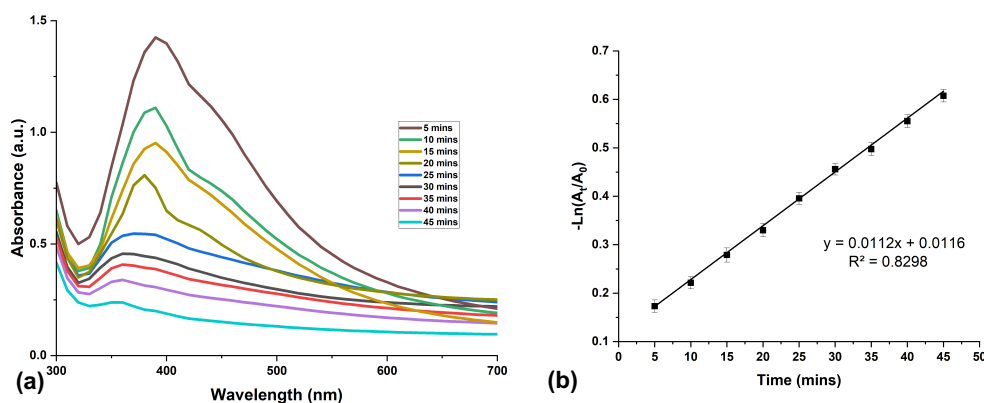 1.5
1.0
0.5
0.0
300
400
500
600
700
Absorbance (a.u.)
Wavelength (nm)
5 mins
10 mins
15 mins
20 mins
25 mins
30 mins
35 mins
40 mins
45 mins
(a)
0.7
0.6
0.5
0.4
0.3
0.2
0.1
0
5
10
15
20
25
30
35
40
45
50
-Ln(At/A0)
Time (mins)
y = 0.0112x + 0.0116
R² = 0.8298
(b)